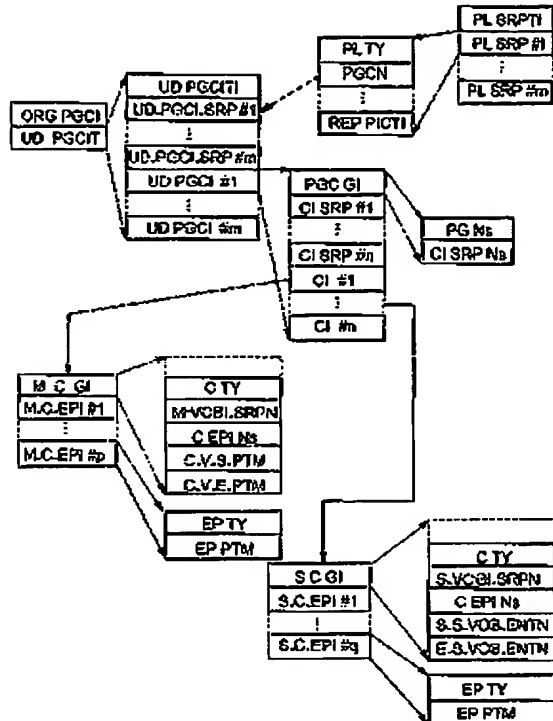 PL SRPTI
PL SRP #1
⋮
PL SRP #m
PL TY
PGCN
⋮
REP PICTI
UD PGCITI
UD.PGCI.SRP #1
⋮
UD.PGCI.SRP #m
UD PGCI #1
⋮
UD PGCI #m
ORG PGCI
UD PGCIT
PGC GI
CI SRP #1
⋮
CI SRP #n
CI #1
⋮
CI #n
PG Ns
CI SRP Ns
M C GI
M.C.EPI #1
⋮
M.C.EPI #p
C TY
M-VOBI.SRPN
C EPI Ns
C.V.S.PTM
C.V.E.PTM
EP TY
EP PTM
S C GI
S.C.EPI #1
⋮
S.C.EPI #q
C TY
S.VOGI.SRPN
C EPI Ns
S.S.VOB.ENTN
E.S.VOB.ENTN
EP TY
EP PTM